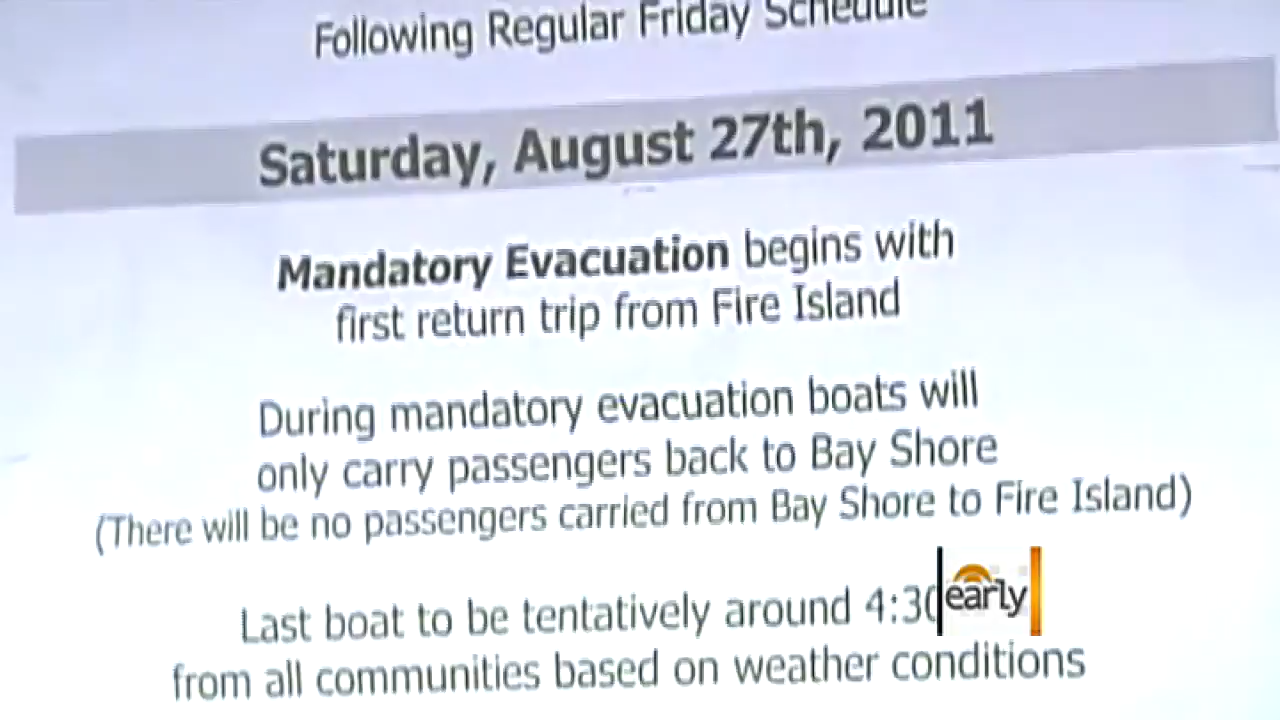 Following Regular Friday Schedule
Saturday, August 27th, 2011
Mandatory Evacuation begins with
first return trip from Fire Island
During mandatory evacuation boats will
only carry passengers back to Bay Shore
(There will be no passengers carried from Bay Shore to Fire Island)
Last boat to be tentatively around 4:30
early
from all communities based on weather conditions